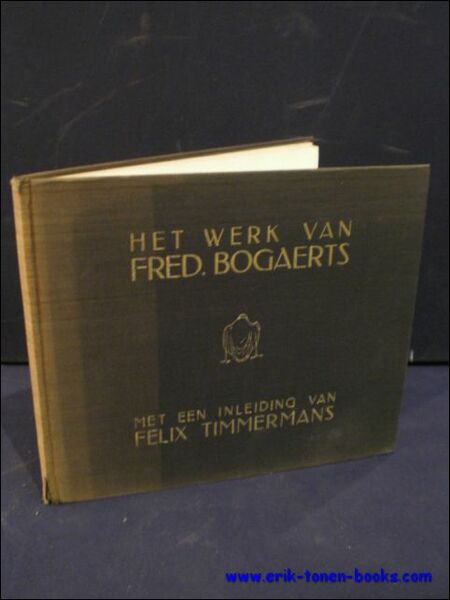 HET WERK VAN
FRED. BOGAERTS
MET EEN INLEIDING VAN
FELIX TIMMERMANS
www.erik-tonen-books.com